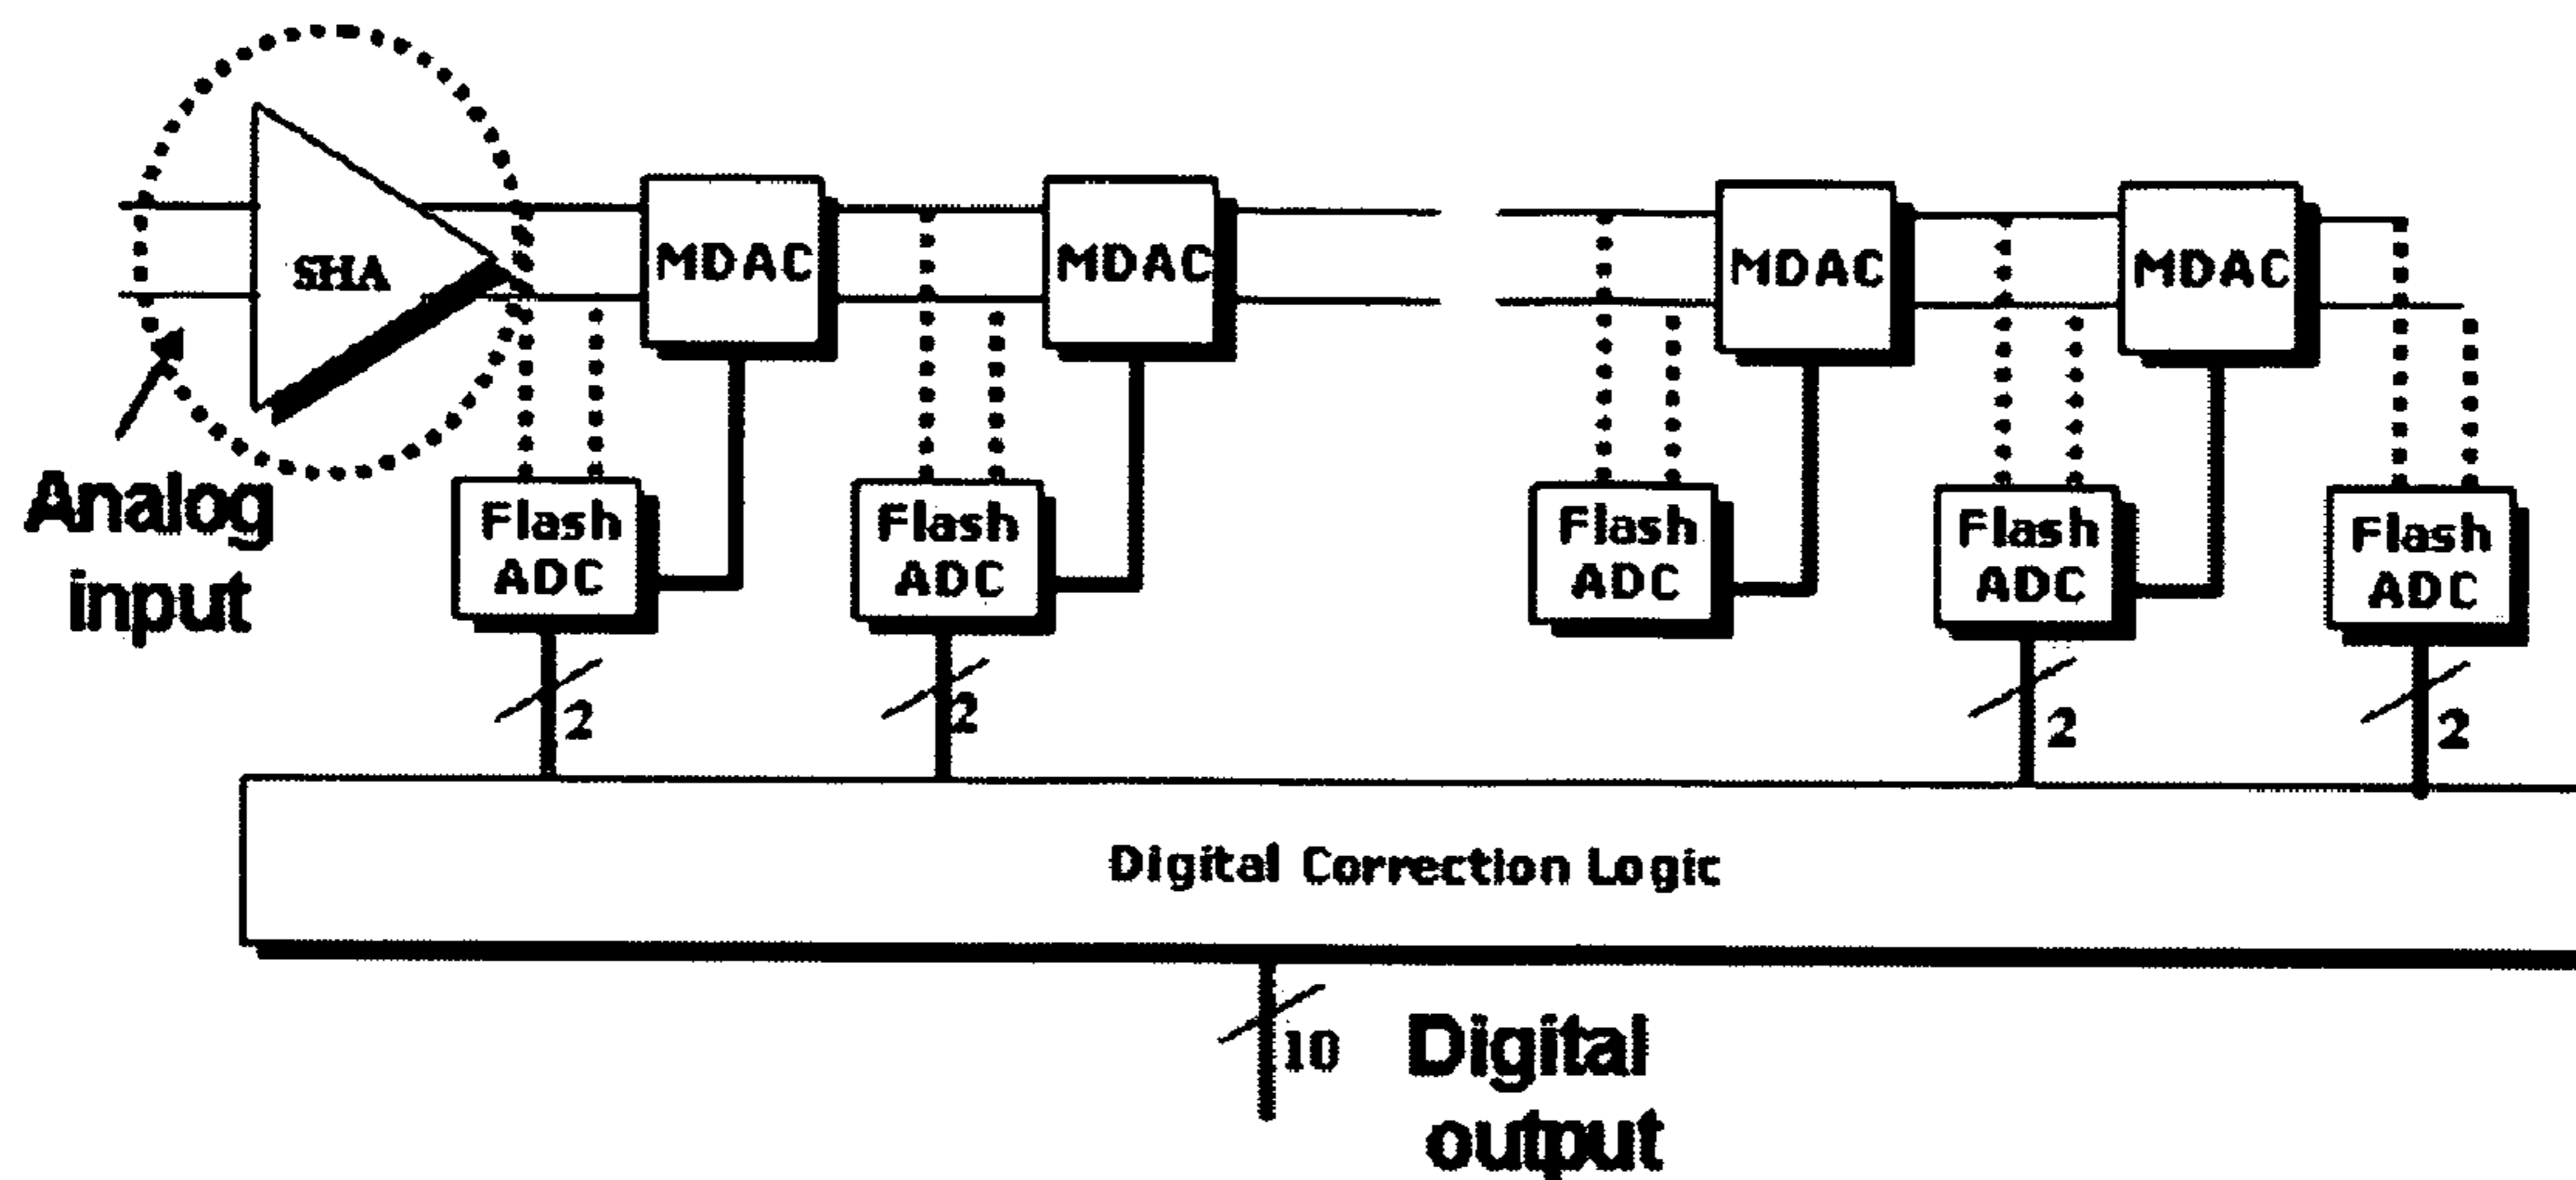 SHA
MDAC
MDAC
MDAC
MDAC
Analog
input
Flash
ADC
Flash
ADC
Flash
ADC
Flash
ADC
Flash
ADC
2
2
2
2
Digital Correction Logic
10
Digital
output